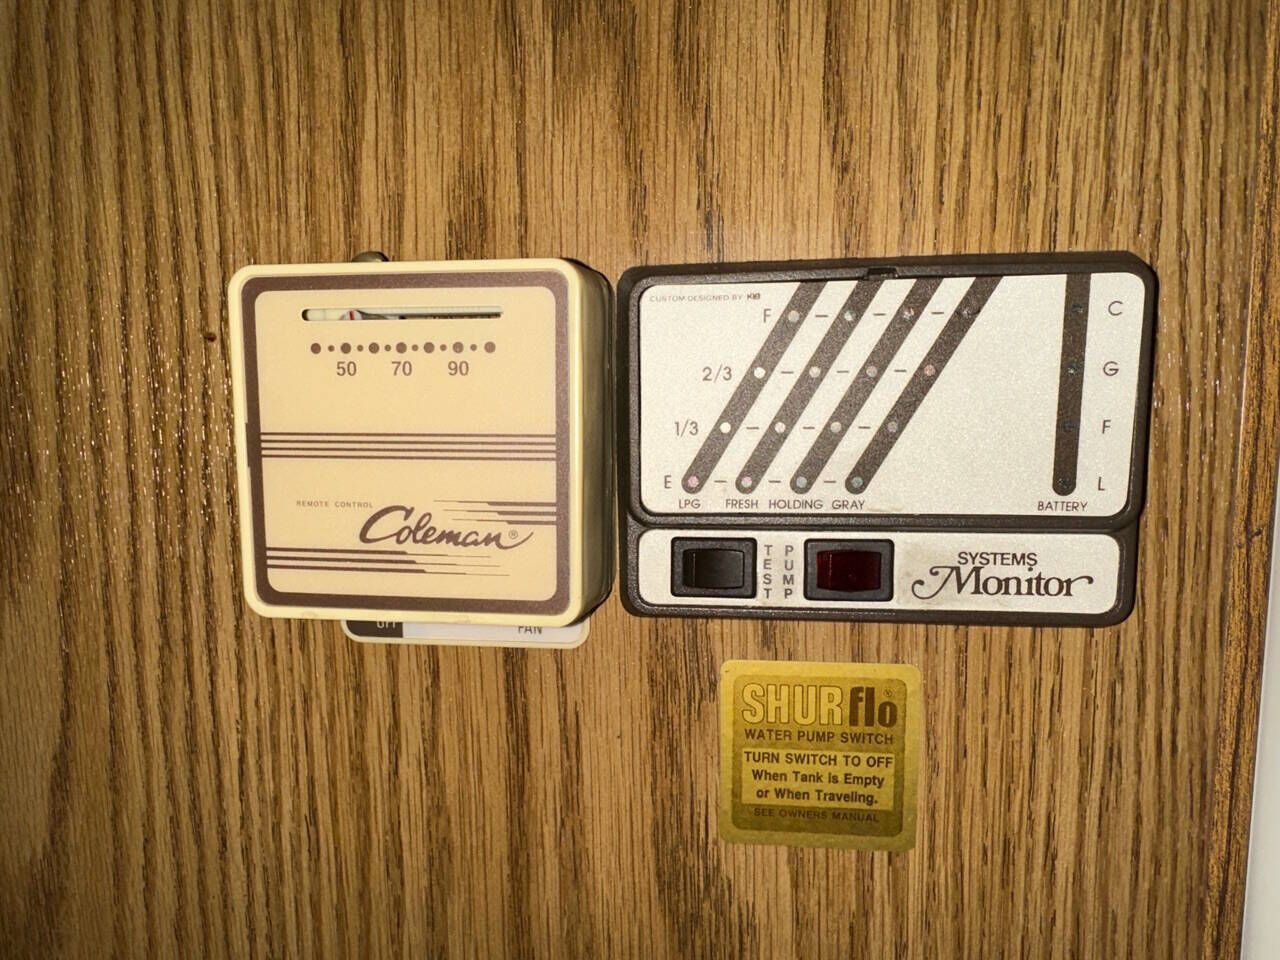 50 70 90
REMOTE CONTROL
Coleman®
OFF FAN
CUSTOM DESIGNED BY KIB
F
2/3
1/3
E
LPG FRESH HOLDING GRAY
C
G
F
L
BATTERY
TEST
PUMP
SYSTEMS
Monitor
SHURflo®
WATER PUMP SWITCH
TURN SWITCH TO OFF
When Tank is Empty
or When Traveling.
SEE OWNERS MANUAL